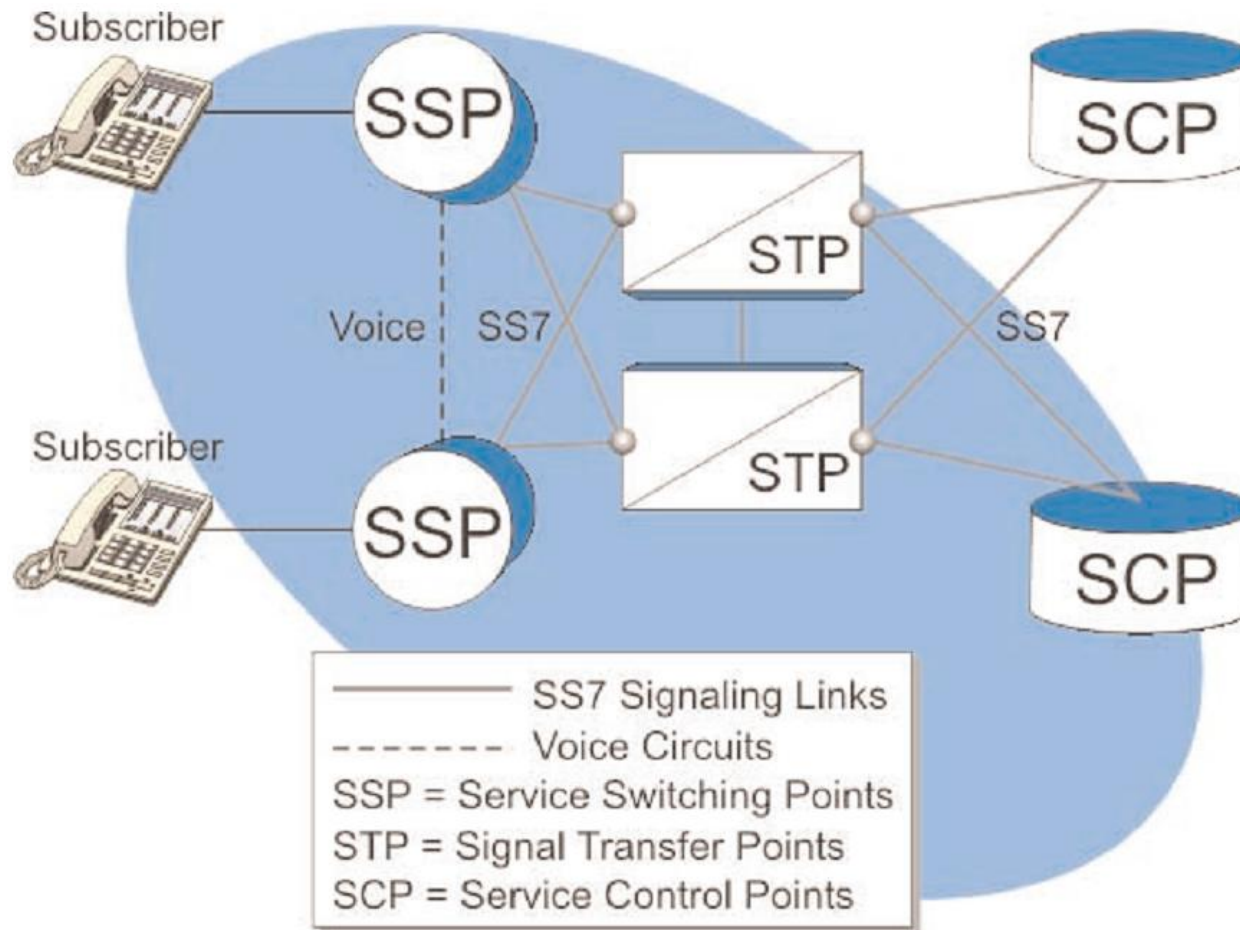 Subscriber
SSP
SCP
STP
Voice
SS7
SS7
Subscriber
STP
SSP
SCP
SS7 Signaling Links
Voice Circuits
SSP = Service Switching Points
STP = Signal Transfer Points
SCP = Service Control Points